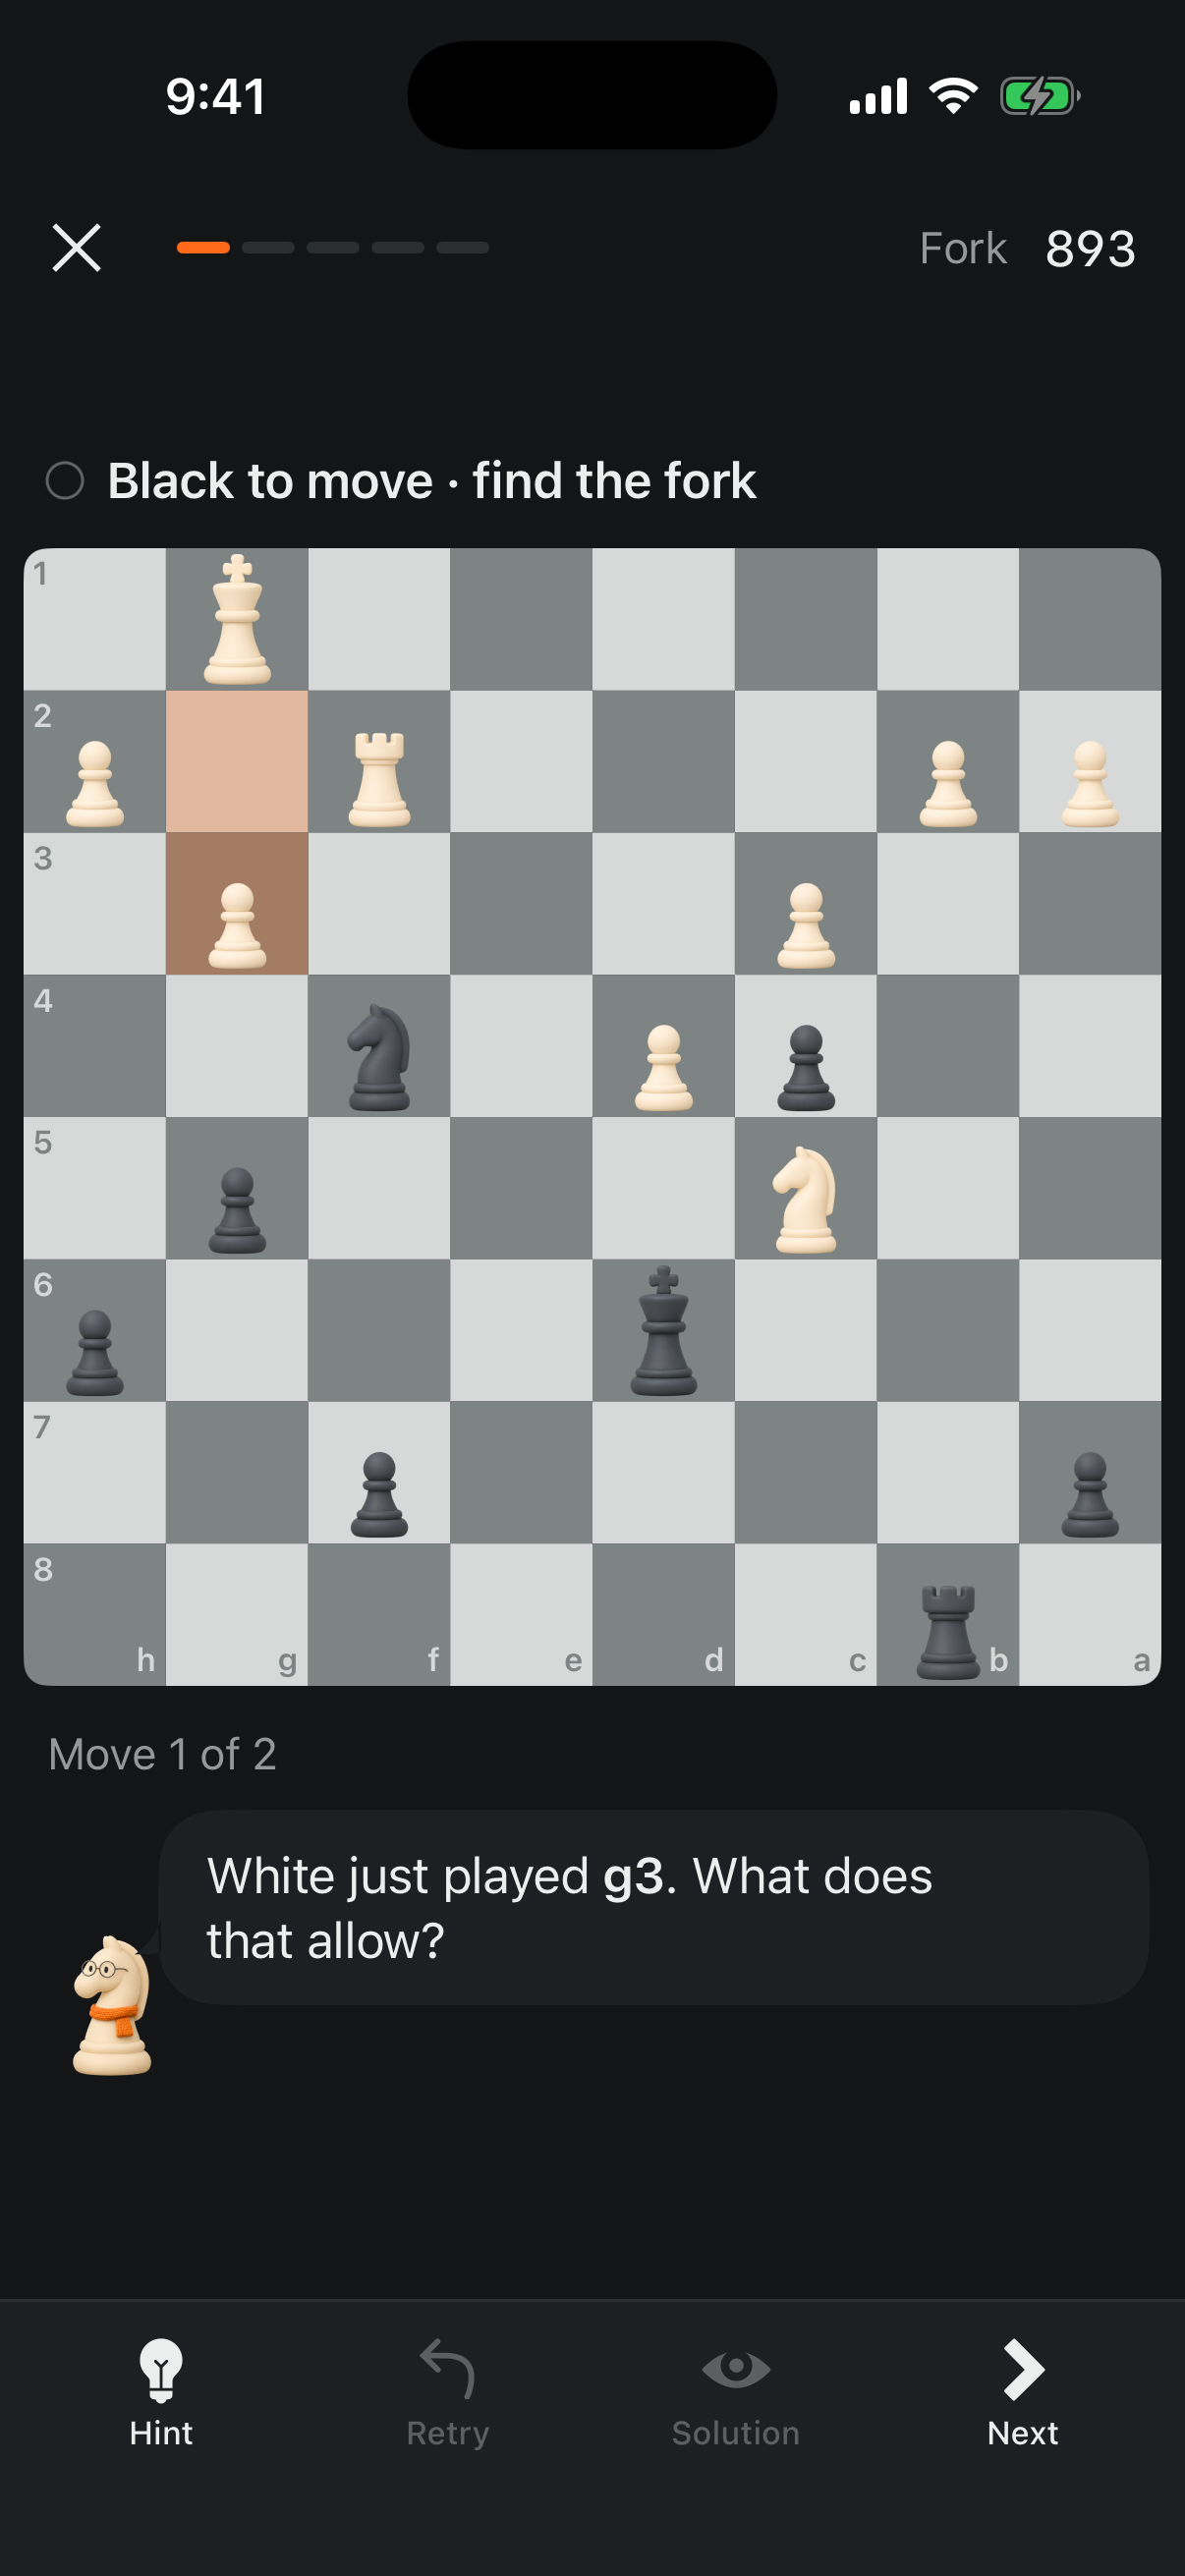 9:41
Fork 893
Black to move · find the fork
1
2
3
4
5
6
7
8
h g f e d c b a
Move 1 of 2
White just played g3. What does
that allow?
Hint Retry Solution Next